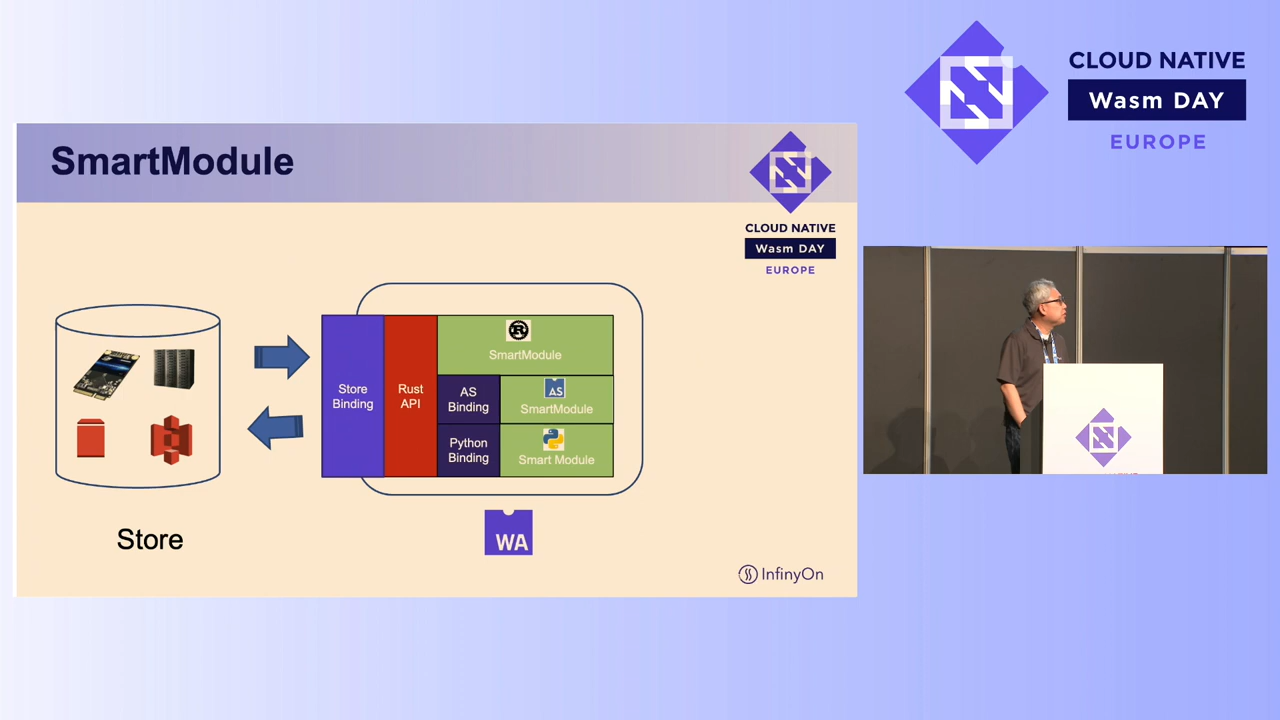 CLOUD NATIVE
Wasm DAY
EUROPE
SmartModule
CLOUD NATIVE
Wasm DAY
EUROPE
Store
Binding
Rust
API
SmartModule
AS
Binding
AS
SmartModule
Python
Binding
Smart Module
Store
WA
InfinyOn